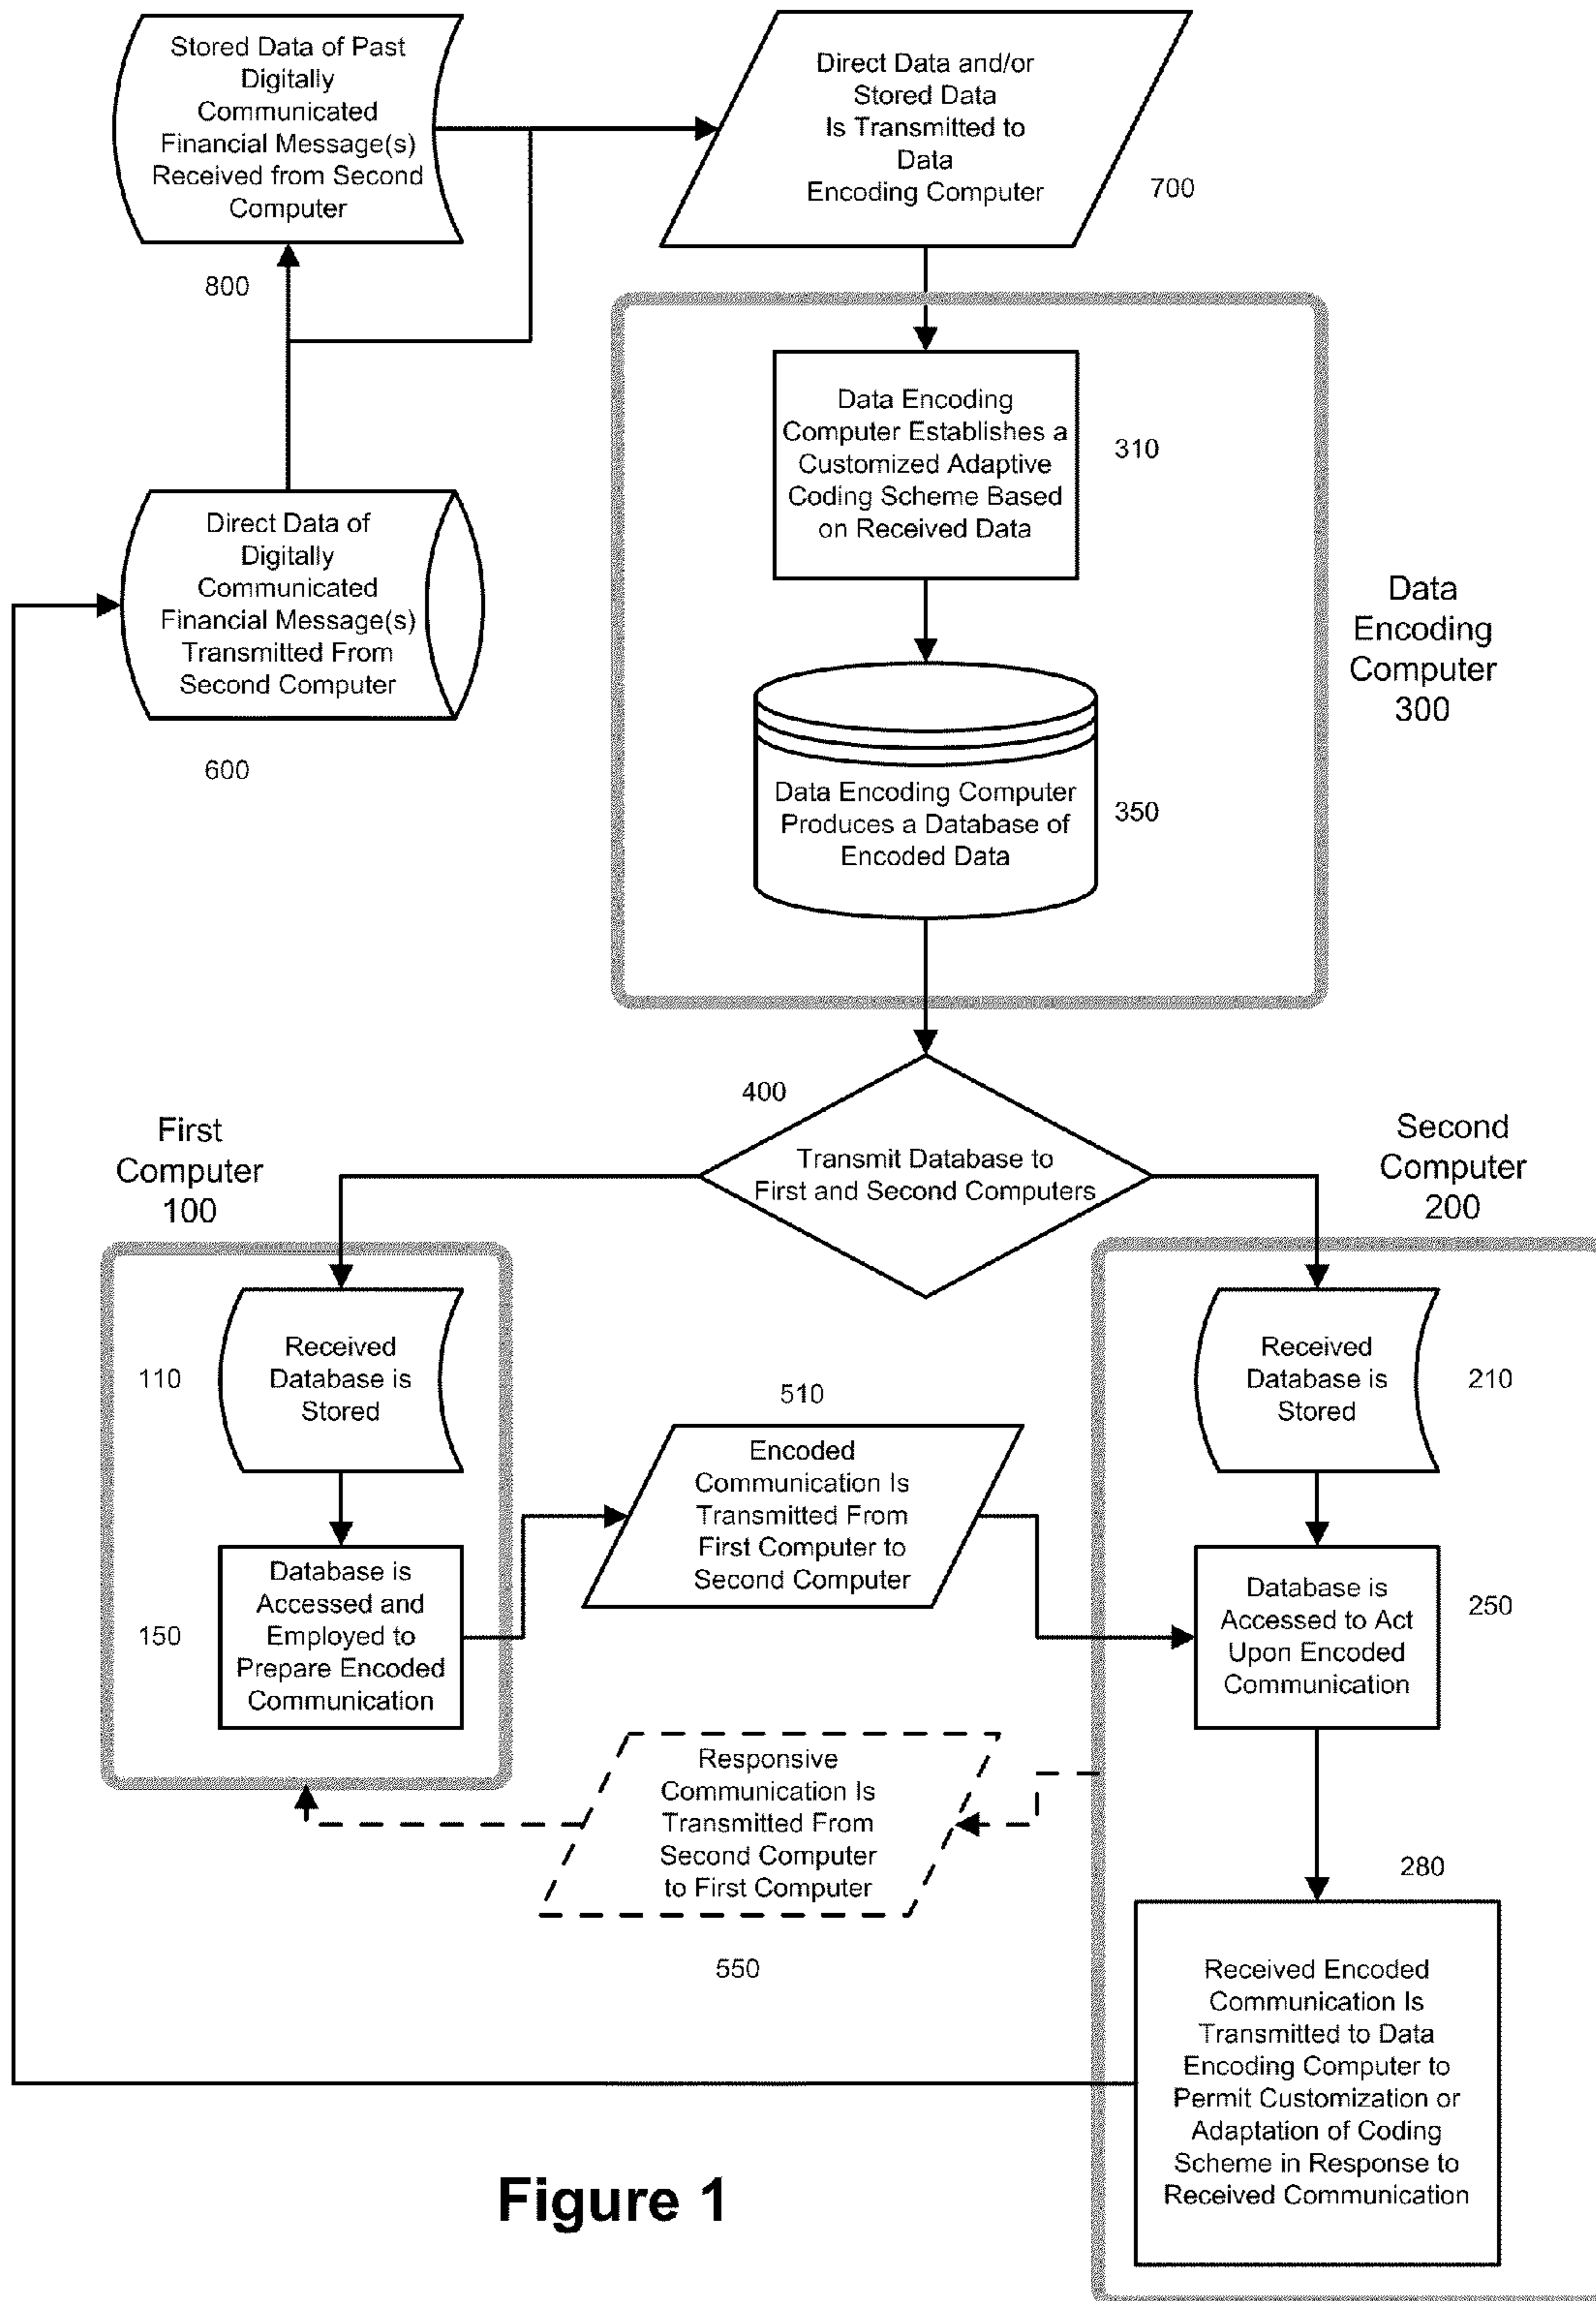 Stored Data of Past
Digitally
Communicated
Financial Message(s)
Received from Second
Computer
800
Direct Data and/or
Stored Data
Is Transmitted to
Data
Encoding Computer
700
Direct Data of
Digitally
Communicated
Financial Message(s)
Transmitted From
Second Computer
600
Data Encoding
Computer Establishes a
Customized Adaptive
Coding Scheme Based
on Received Data
310
Data
Encoding
Computer
300
Data Encoding Computer
Produces a Database of
Encoded Data
350
400
Transmit Database to
First and Second Computers
First
Computer
100
Second
Computer
200
110
Received
Database is
Stored
Received
Database is
Stored
210
510
Encoded
Communication Is
Transmitted From
First Computer to
Second Computer
150
Database is
Accessed and
Employed to
Prepare Encoded
Communication
Database is
Accessed to Act
Upon Encoded
Communication
250
Responsive
Communication Is
Transmitted From
Second Computer
to First Computer
550
280
Received Encoded
Communication Is
Transmitted to Data
Encoding Computer to
Permit Customization or
Adaptation of Coding
Scheme in Response to
Received Communication
Figure 1